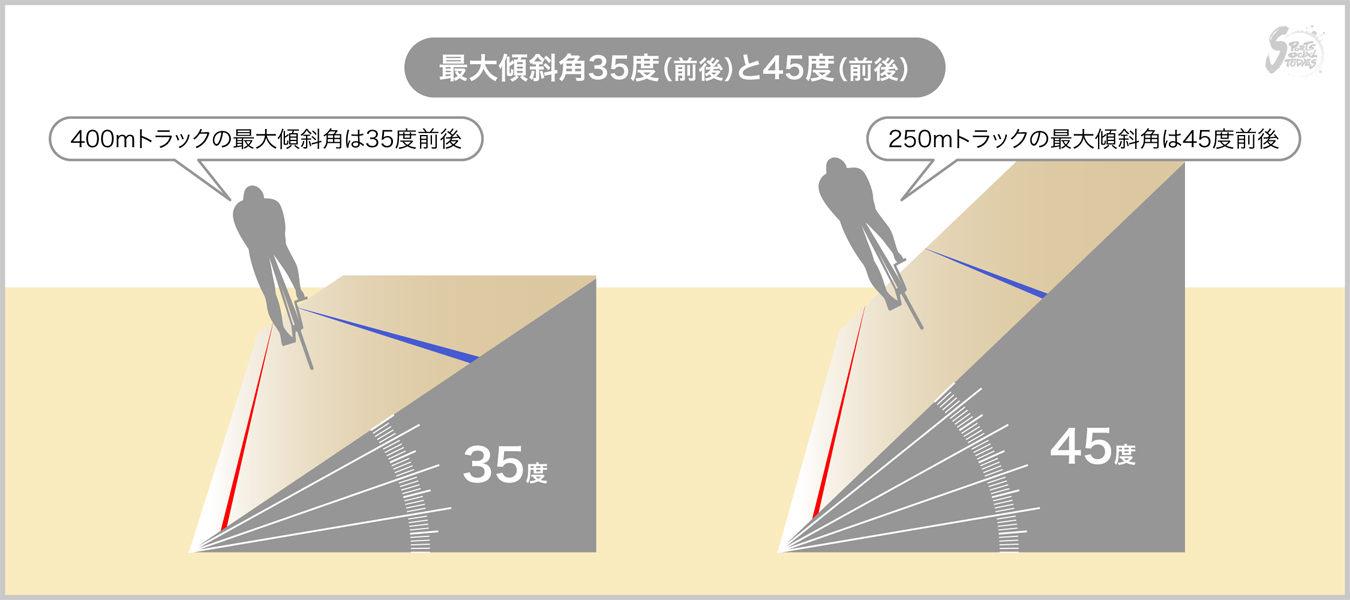 最大傾斜角35度(前後)と45度(前後)
SPORTS
SOCIAL
TODAYS
400mトラックの最大傾斜角は35度前後
250mトラックの最大傾斜角は45度前後
35度
45度